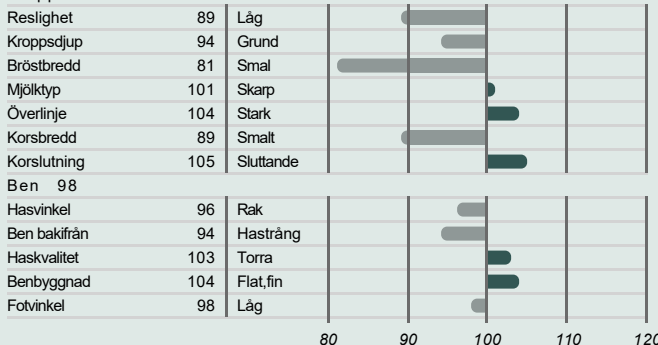 Reslighet 89 Låg
Kroppsdjup 94 Grund
Bröstbredd 81 Smal
Mjölktyp 101 Skarp
Överlinje 104 Stark
Korsbredd 89 Smalt
Korslutning 105 Sluttande
Ben 98
Hasvinkel 96 Rak
Ben bakifrån 94 Hastrång
Haskvalitet 103 Torra
Benbyggnad 104 Flat,fin
Fotvinkel 98 Låg
80 90 100 110 120